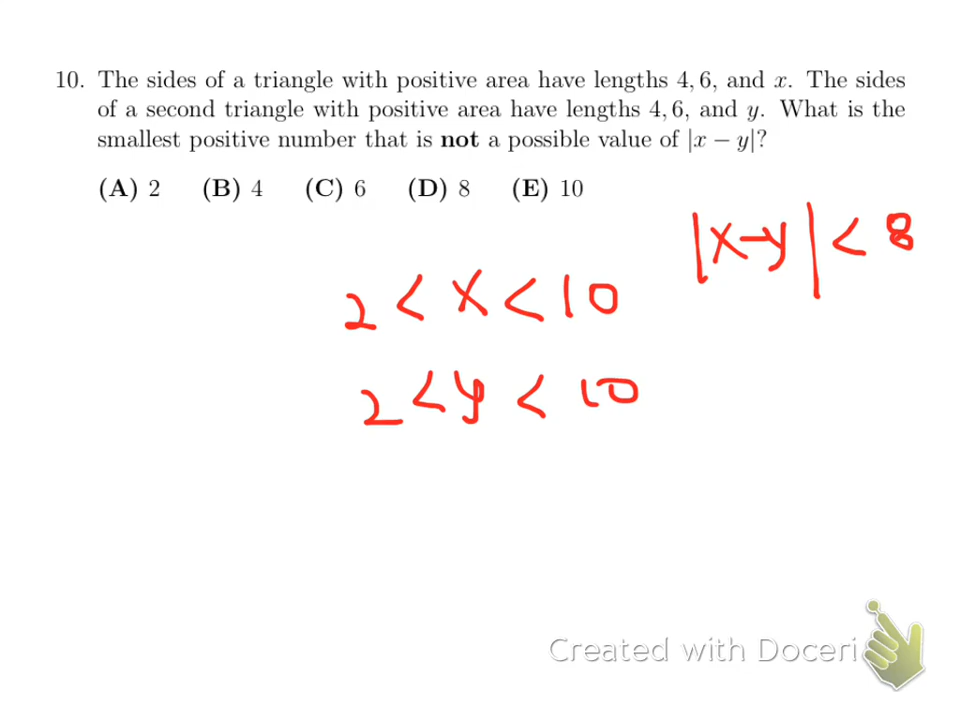 10. The sides of a triangle with positive area have lengths 4, 6, and x. The sides
of a second triangle with positive area have lengths 4, 6, and y. What is the
smallest positive number that is not a possible value of |x − y|?
(A) 2 (B) 4 (C) 6 (D) 8 (E) 10
|x-y| < 8
2 < x < 10
2 < y < 10
Created with Doceri